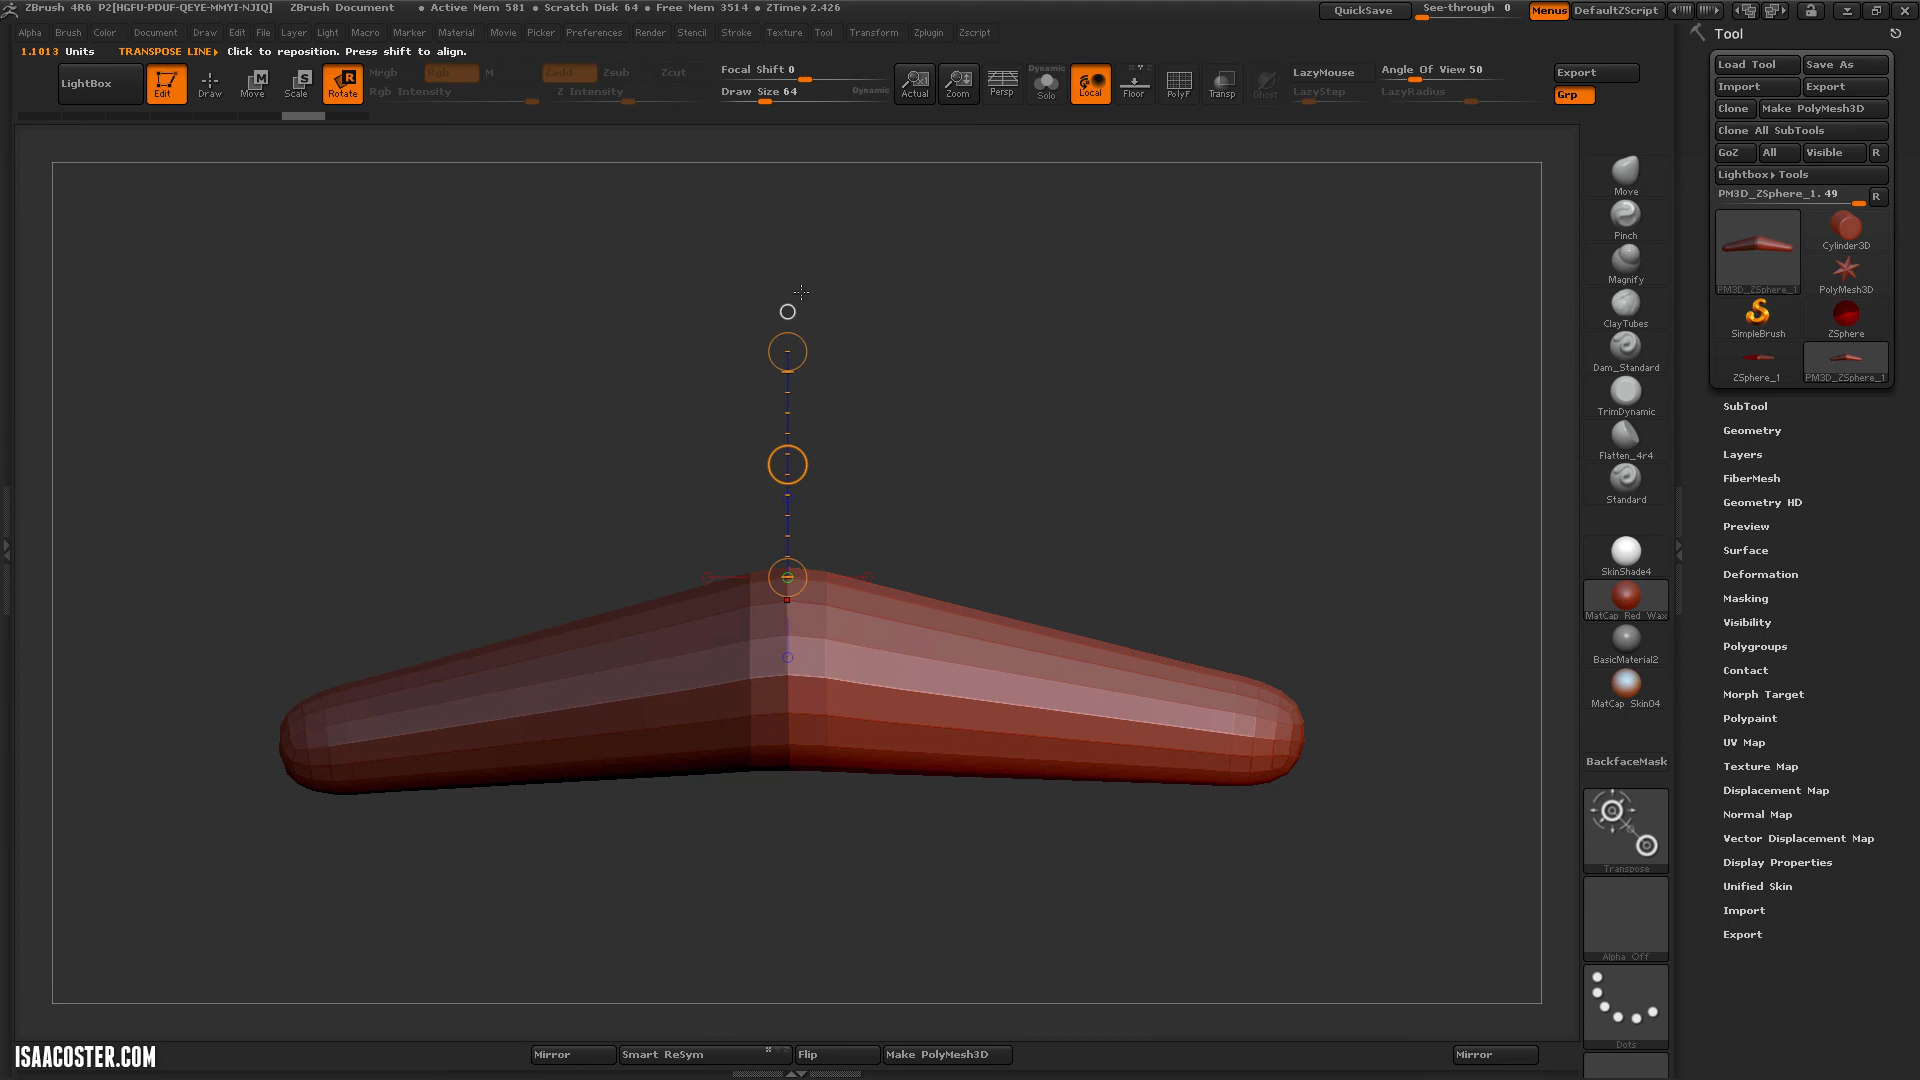 ZBrush 4R6 P2[HGFU-PDUF-QEYE-MMYI-NJIQ] ZBrush Document • Active Mem 581 • Scratch Disk 64 • Free Mem 3514 • ZTime▸2.426 QuickSave See-through 0 Menus DefaultZScript
Alpha Brush Color Document Draw Edit File Layer Light Macro Marker Material Movie Picker Preferences Render Stencil Stroke Texture Tool Transform Zplugin Zscript
1.1013 Units TRANSPOSE LINE▸ Click to reposition. Press shift to align.
LightBox Edit Draw Move Scale Rotate
Mrgb Rgb M Zadd Zsub Zcut
Rgb Intensity Z Intensity
Focal Shift 0
Draw Size 64 Dynamic
Actual Zoom Persp Dynamic Solo Local Floor PolyF Transp Ghost
LazyMouse
LazyStep
Angle Of View 50
LazyRadius
Export
Grp
Move
Pinch
Magnify
ClayTubes
Dam_Standard
TrimDynamic
Flatten_4r4
Standard
SkinShade4
MatCap Red Wax
BasicMaterial2
MatCap Skin04
BackfaceMask
Transpose
Alpha Off
Dots
Tool
Load Tool Save As
Import Export
Clone Make PolyMesh3D
Clone All SubTools
GoZ All Visible R
Lightbox▸ Tools
PM3D_ZSphere_1. 49 R
Cylinder3D
PM3D_ZSphere_1 PolyMesh3D
SimpleBrush ZSphere
ZSphere_1 PM3D_ZSphere_1
SubTool
Geometry
Layers
FiberMesh
Geometry HD
Preview
Surface
Deformation
Masking
Visibility
Polygroups
Contact
Morph Target
Polypaint
UV Map
Texture Map
Displacement Map
Normal Map
Vector Displacement Map
Display Properties
Unified Skin
Import
Export
ISAACOSTER.COM
Mirror Smart ReSym Flip Make PolyMesh3D Mirror